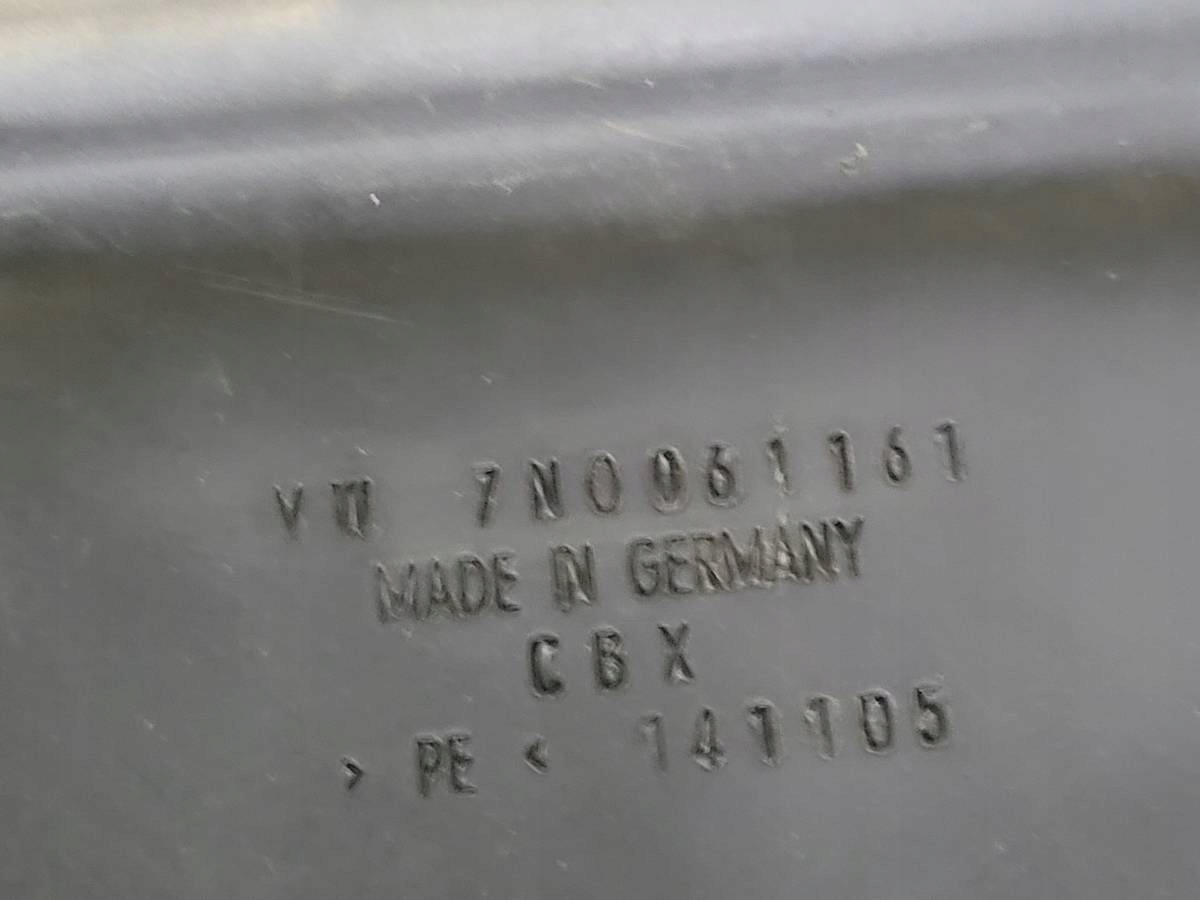 VW 7N0061161
MADE IN GERMANY
CBX
> PE < 141105